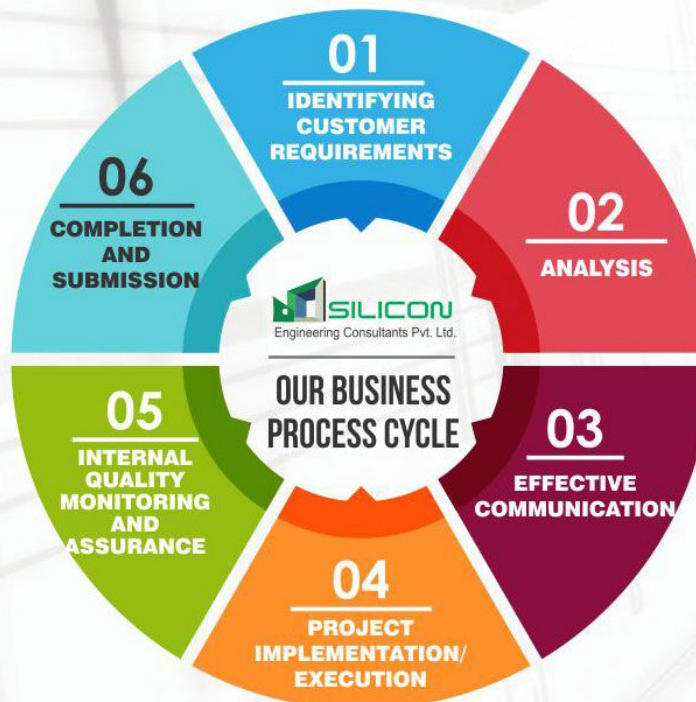 01
IDENTIFYING
CUSTOMER
REQUIREMENTS
02
ANALYSIS
03
EFFECTIVE
COMMUNICATION
04
PROJECT
IMPLEMENTATION/
EXECUTION
05
INTERNAL
QUALITY
MONITORING
AND
ASSURANCE
06
COMPLETION
AND
SUBMISSION
SILICON
Engineering Consultants Pvt. Ltd.
OUR BUSINESS
PROCESS CYCLE